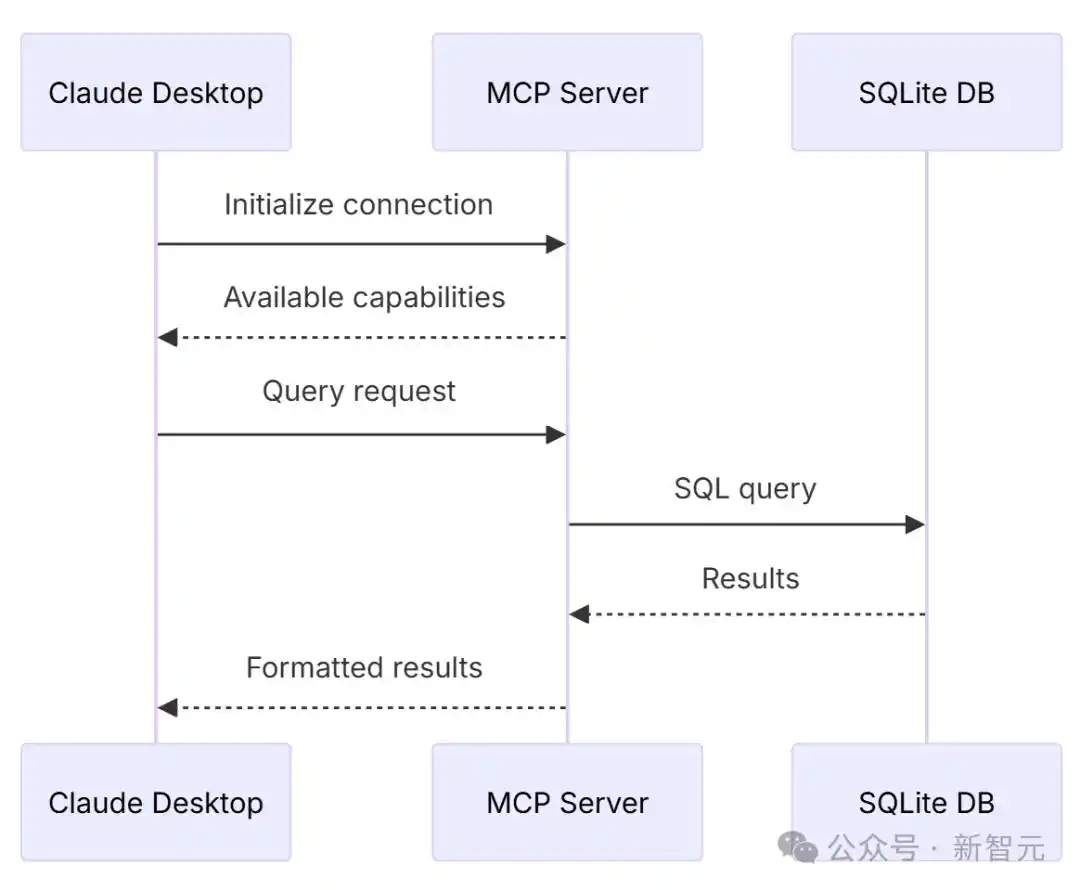 Claude Desktop
MCP Server
SQLite DB
Initialize connection
Available capabilities
Query request
SQL query
Results
Formatted results
Claude Desktop
MCP Server
SQLite DB
公众号 · 新智元